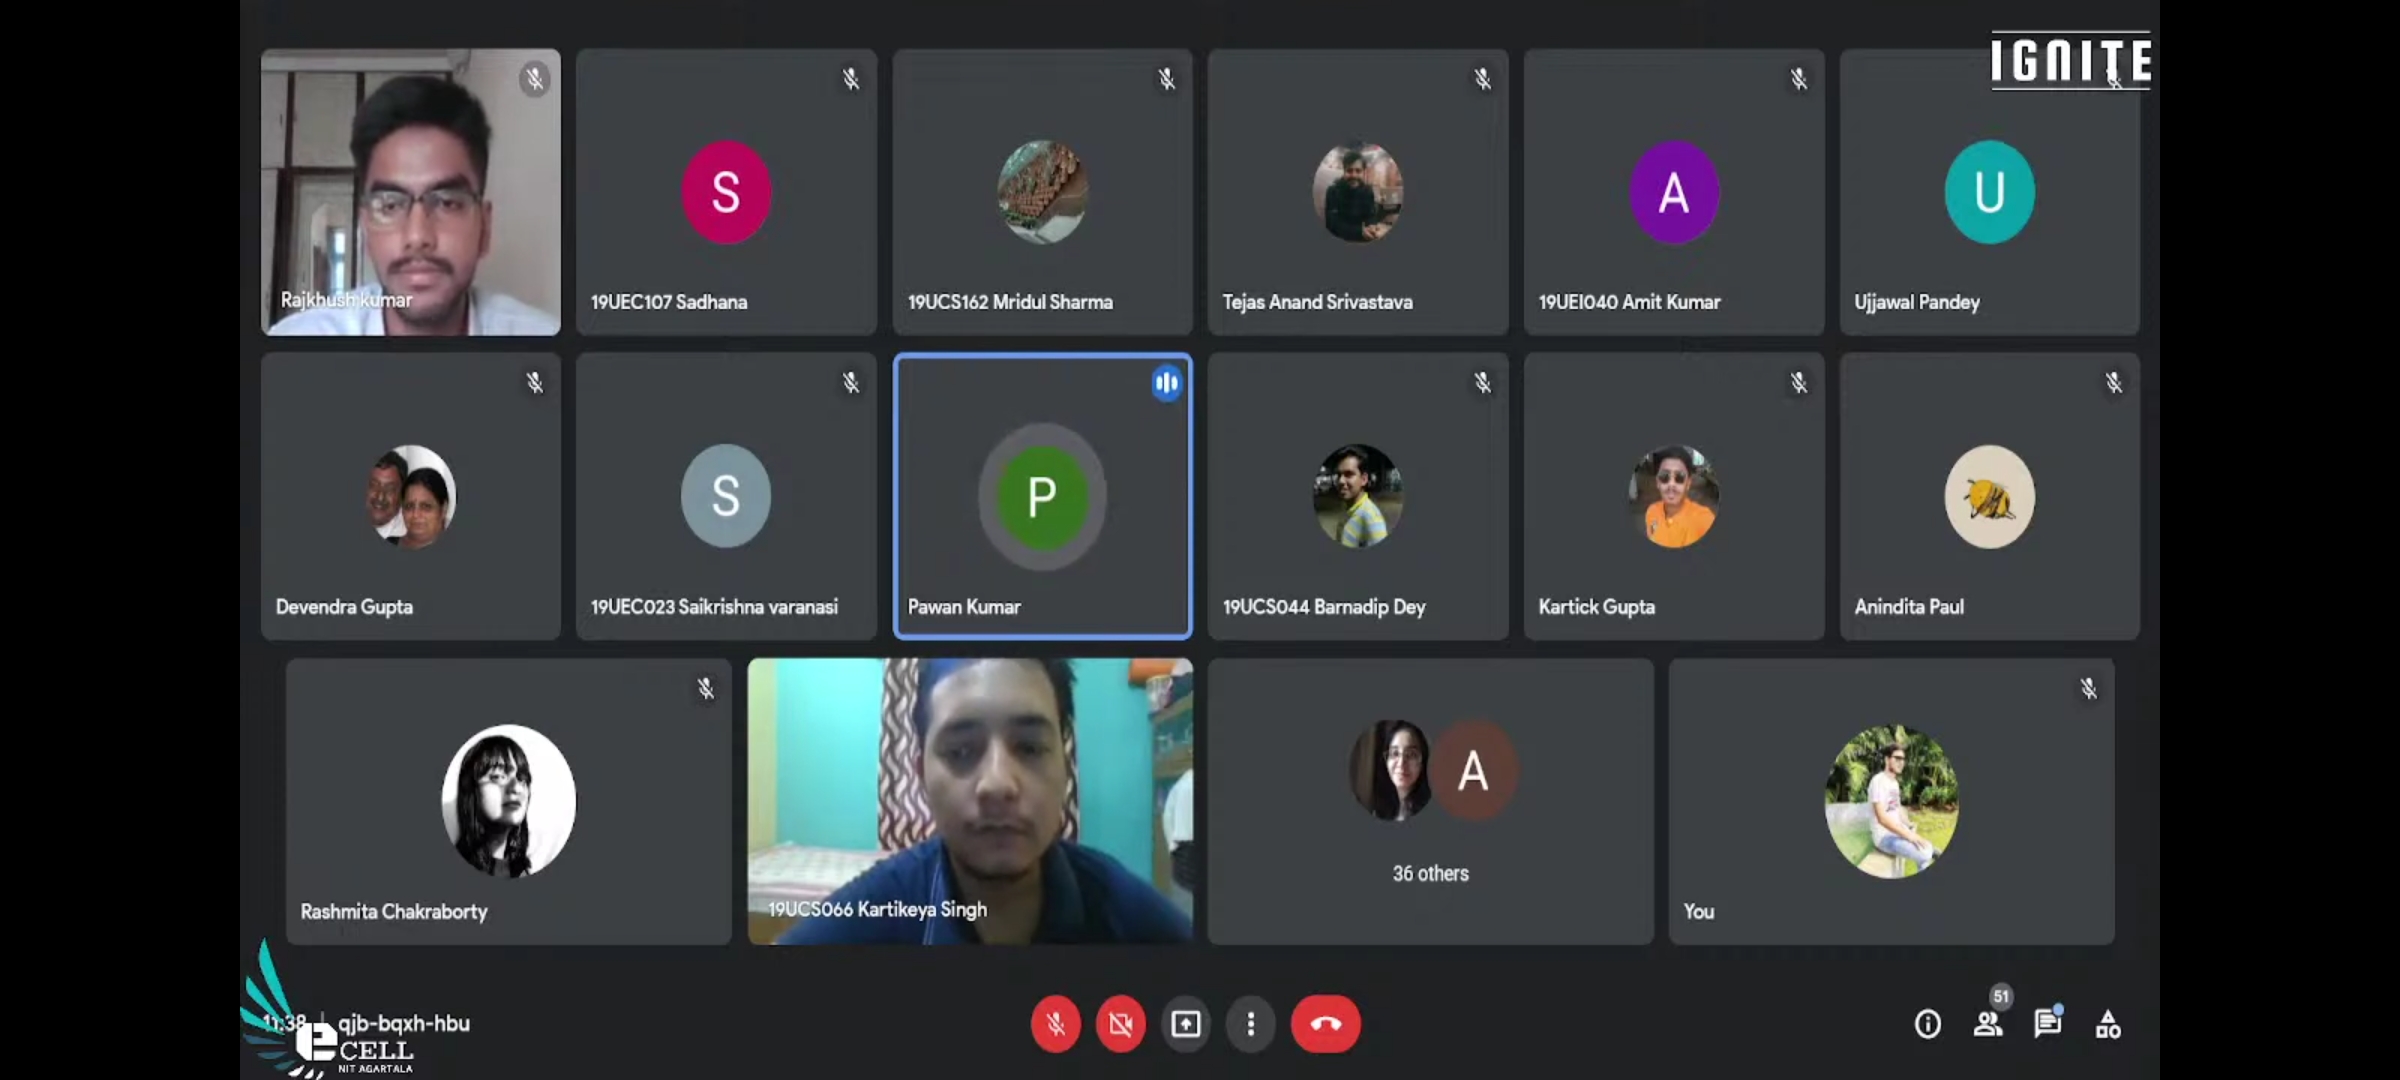 IGNITE
Rajkhush kumar
S
19UEC107 Sadhana
19UCS162 Mridul Sharma
Tejas Anand Srivastava
A
19UEI040 Amit Kumar
U
Ujjawal Pandey
Devendra Gupta
S
19UEC023 Saikrishna varanasi
P
Pawan Kumar
19UCS044 Barnadip Dey
Kartick Gupta
Anindita Paul
Rashmita Chakraborty
19UCS066 Kartikeya Singh
A
36 others
You
11:38 | qjb-bqxh-hbu
51
e
CELL
NIT AGARTALA